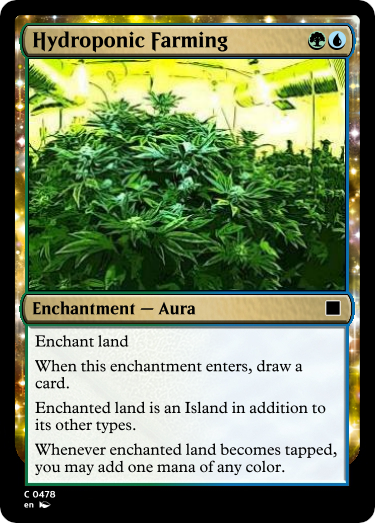 Hydroponic Farming
Enchantment — Aura
Enchant land
When this enchantment enters, draw a
card.
Enchanted land is an Island in addition to
its other types.
Whenever enchanted land becomes tapped,
you may add one mana of any color.
C 0478
en